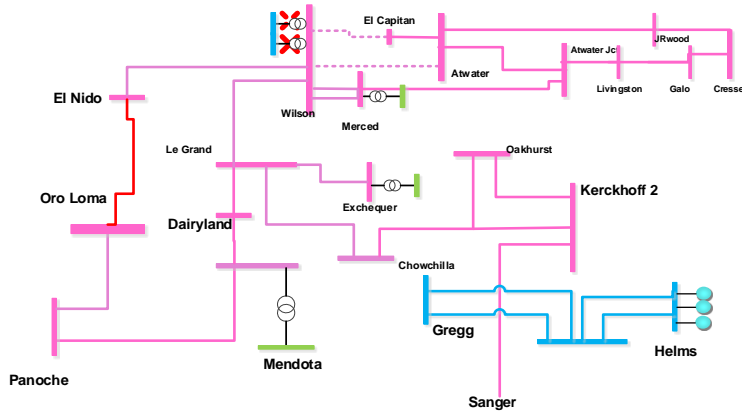 El Capitan
JRwood
Atwater Jct
Atwater
Livingston
Galo
Cresse
El Nido
Wilson
Merced
Le Grand
Oakhurst
Oro Loma
Kerckhoff 2
Exchequer
Dairyland
Chowchilla
Gregg
Helms
Mendota
Panoche
Sanger